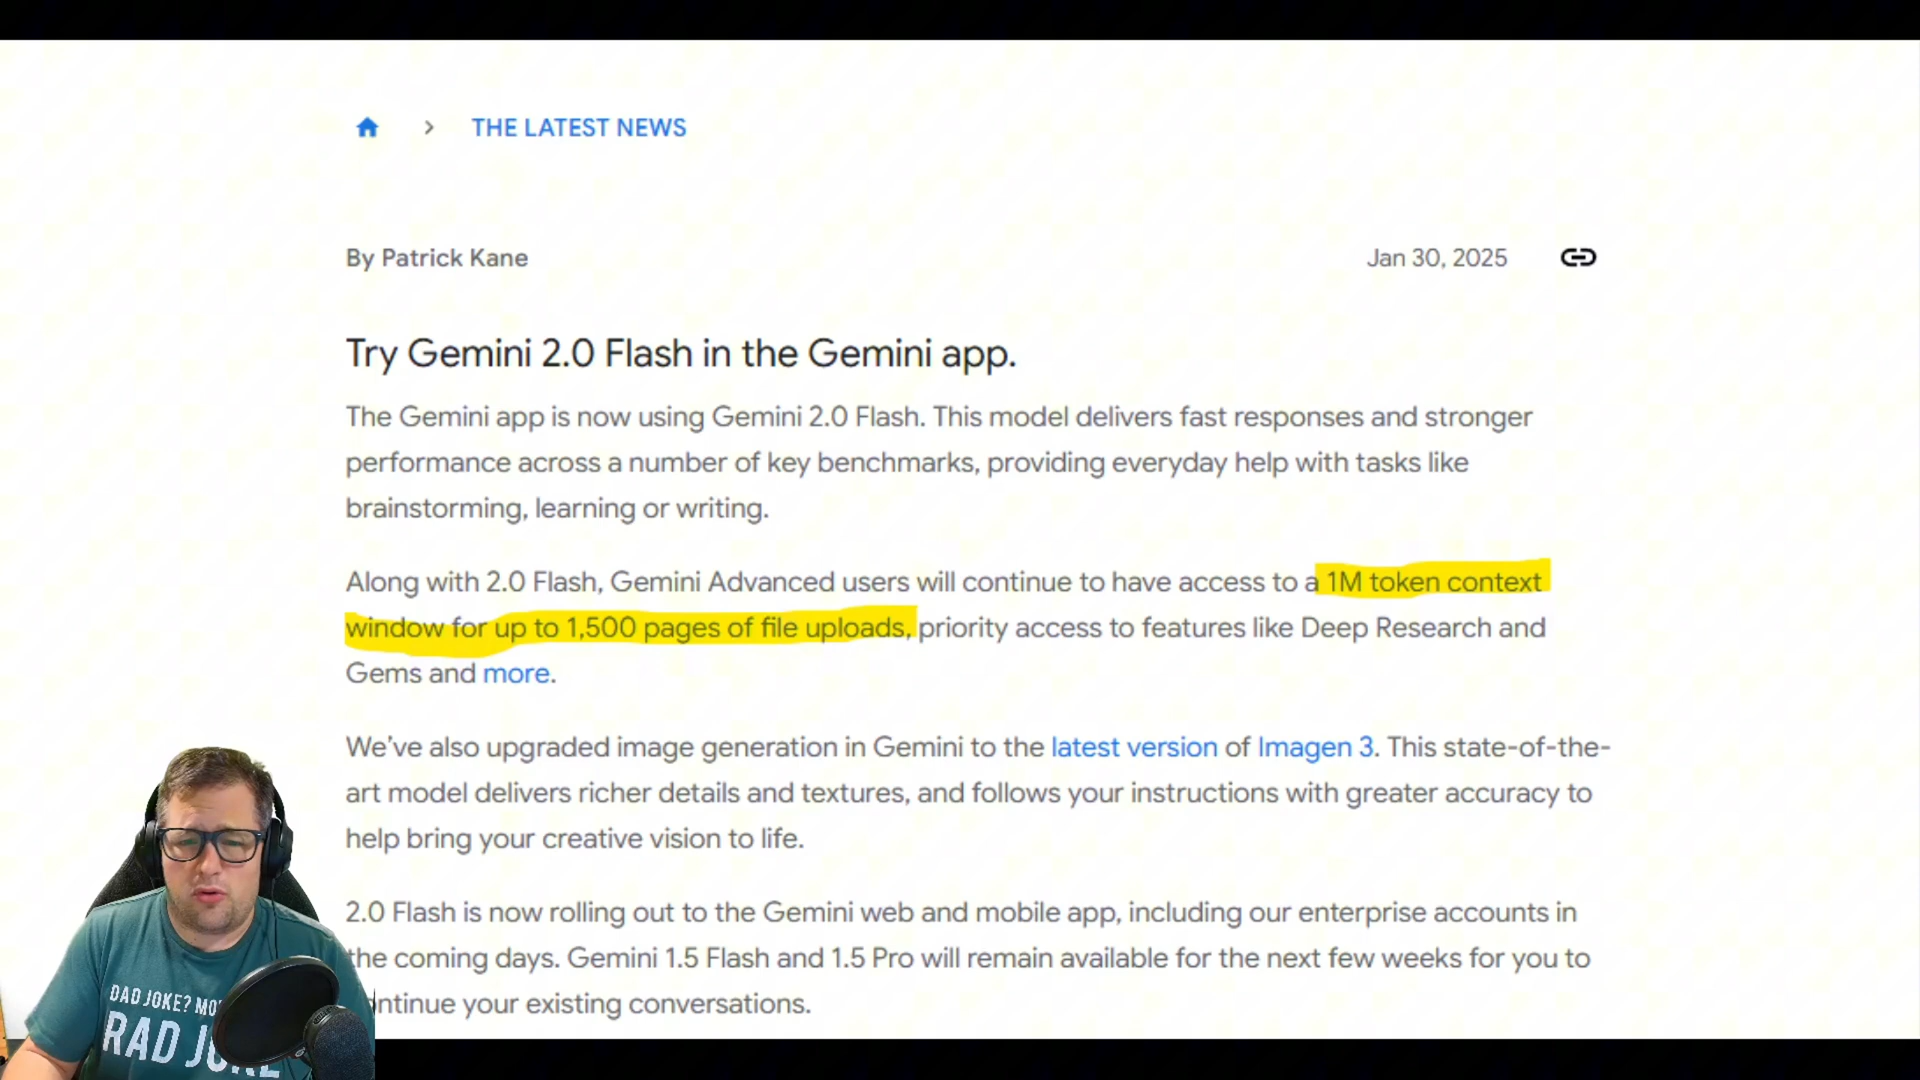 THE LATEST NEWS
By Patrick Kane
Jan 30, 2025
Try Gemini 2.0 Flash in the Gemini app.
The Gemini app is now using Gemini 2.0 Flash. This model delivers fast responses and stronger
performance across a number of key benchmarks, providing everyday help with tasks like
brainstorming, learning or writing.
Along with 2.0 Flash, Gemini Advanced users will continue to have access to a 1M token context
window for up to 1,500 pages of file uploads, priority access to features like Deep Research and
Gems and more.
We've also upgraded image generation in Gemini to the latest version of Imagen 3. This state-of-the-
art model delivers richer details and textures, and follows your instructions with greater accuracy to
help bring your creative vision to life.
2.0 Flash is now rolling out to the Gemini web and mobile app, including our enterprise accounts in
the coming days. Gemini 1.5 Flash and 1.5 Pro will remain available for the next few weeks for you to
continue your existing conversations.
DAD JOKE?
RAD